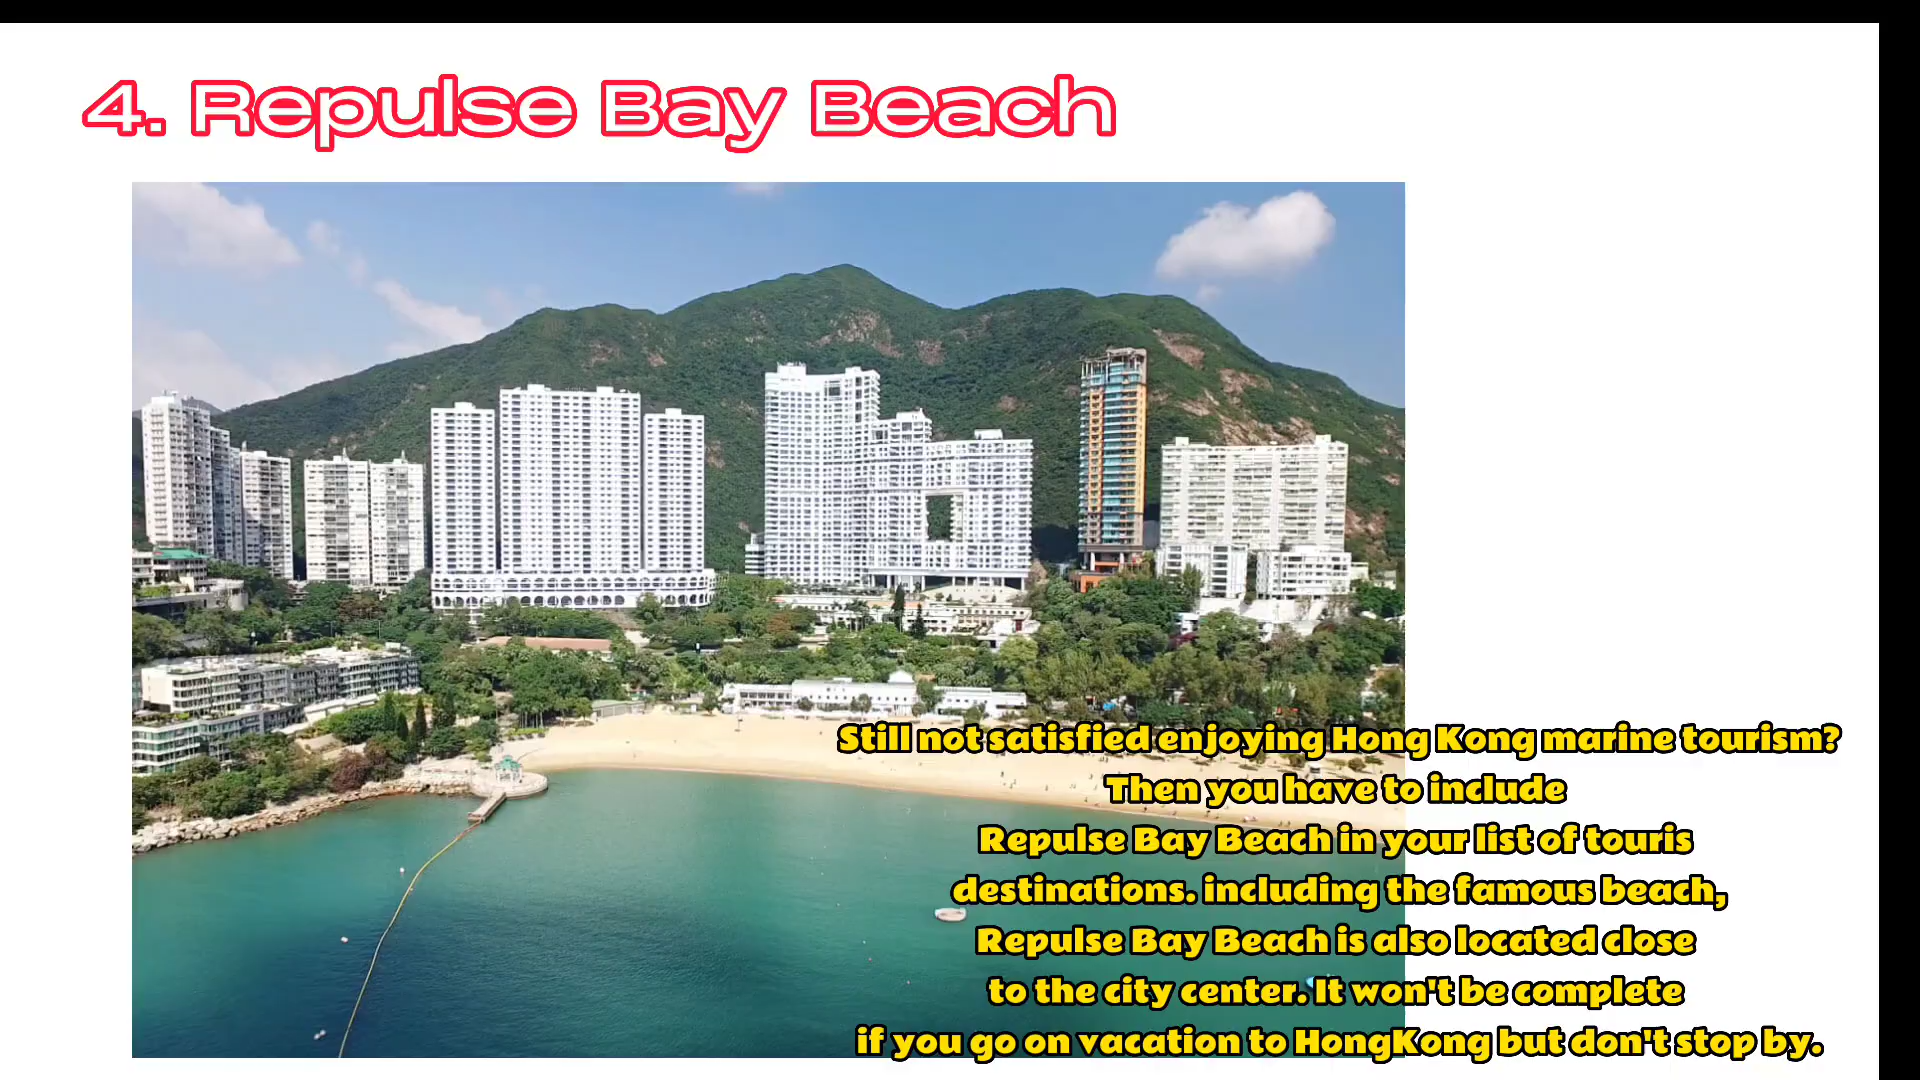 4. Repulse Bay Beach
Still not satisfied enjoying Hong Kong marine tourism?
Then you have to include
Repulse Bay Beach in your list of touris
destinations. including the famous beach,
Repulse Bay Beach is also located close
to the city center. It won't be complete
if you go on vacation to HongKong but don't stop by.